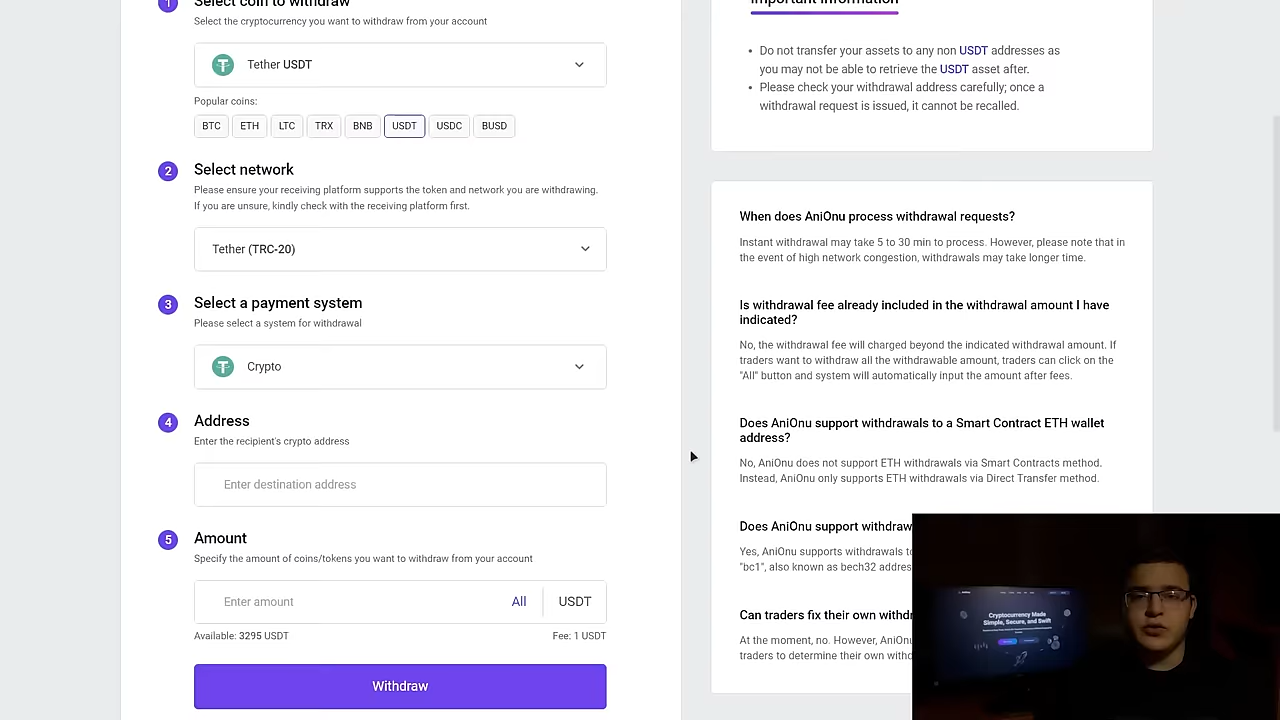 1
Select coin to withdraw
Select the cryptocurrency you want to withdraw from your account
Tether USDT
Popular coins:
BTC
ETH
LTC
TRX
BNB
USDT
USDC
BUSD
2
Select network
Please ensure your receiving platform supports the token and network you are withdrawing.
If you are unsure, kindly check with the receiving platform first.
Tether (TRC-20)
3
Select a payment system
Please select a system for withdrawal
Crypto
4
Address
Enter the recipient's crypto address
Enter destination address
5
Amount
Specify the amount of coins/tokens you want to withdraw from your account
Enter amount
All
USDT
Available: 3295 USDT
Fee: 1 USDT
Withdraw
Important information
• Do not transfer your assets to any non USDT addresses as
you may not be able to retrieve the USDT asset after.
• Please check your withdrawal address carefully; once a
withdrawal request is issued, it cannot be recalled.
When does AniOnu process withdrawal requests?
Instant withdrawal may take 5 to 30 min to process. However, please note that in
the event of high network congestion, withdrawals may take longer time.
Is withdrawal fee already included in the withdrawal amount I have
indicated?
No, the withdrawal fee will charged beyond the indicated withdrawal amount. If
traders want to withdraw all the withdrawable amount, traders can click on the
"All" button and system will automatically input the amount after fees.
Does AniOnu support withdrawals to a Smart Contract ETH wallet
address?
No, AniOnu does not support ETH withdrawals via Smart Contracts method.
Instead, AniOnu only supports ETH withdrawals via Direct Transfer method.
Does AniOnu support withdraw
Yes, AniOnu supports withdrawals to
"bc1", also known as bech32 addres
Can traders fix their own withdr
At the moment, no. However, AniOnu
traders to determine their own withd
Cryptocurrency Made
Simple, Secure, and Swift